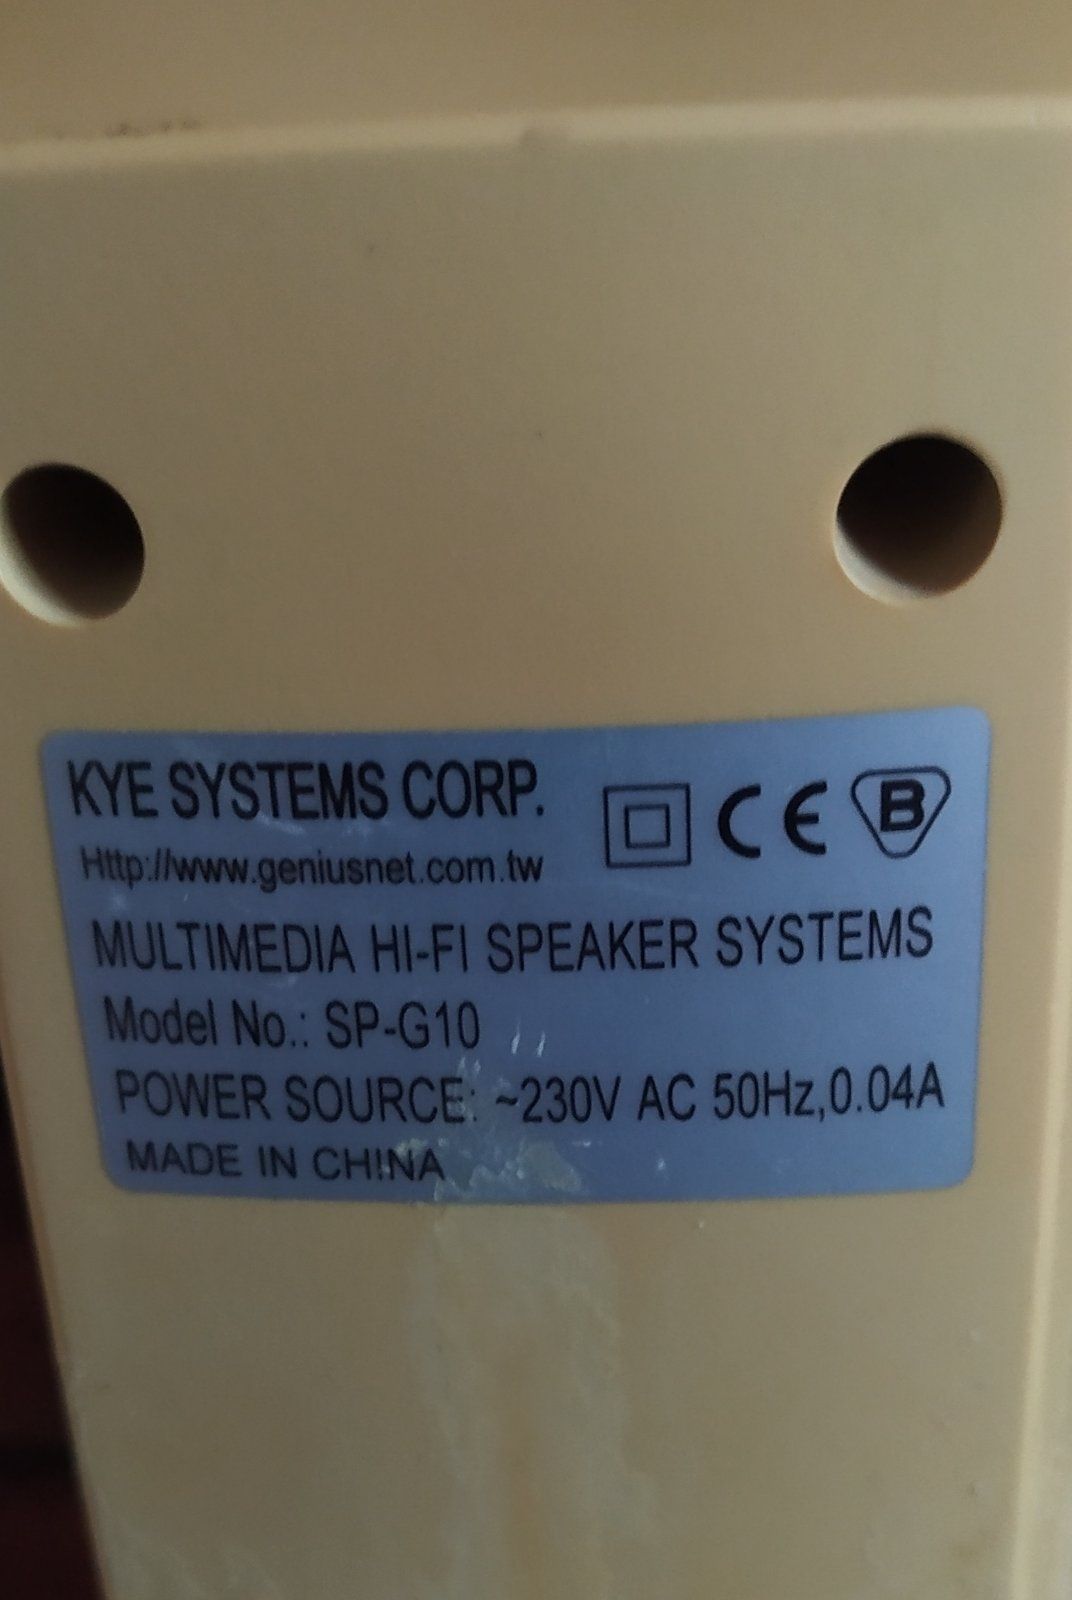 KYE SYSTEMS CORP.
Http://www.geniusnet.com.tw
CE B
MULTIMEDIA HI-FI SPEAKER SYSTEMS
Model No.: SP-G10
POWER SOURCE: ~230V AC 50Hz,0.04A
MADE IN CHINA